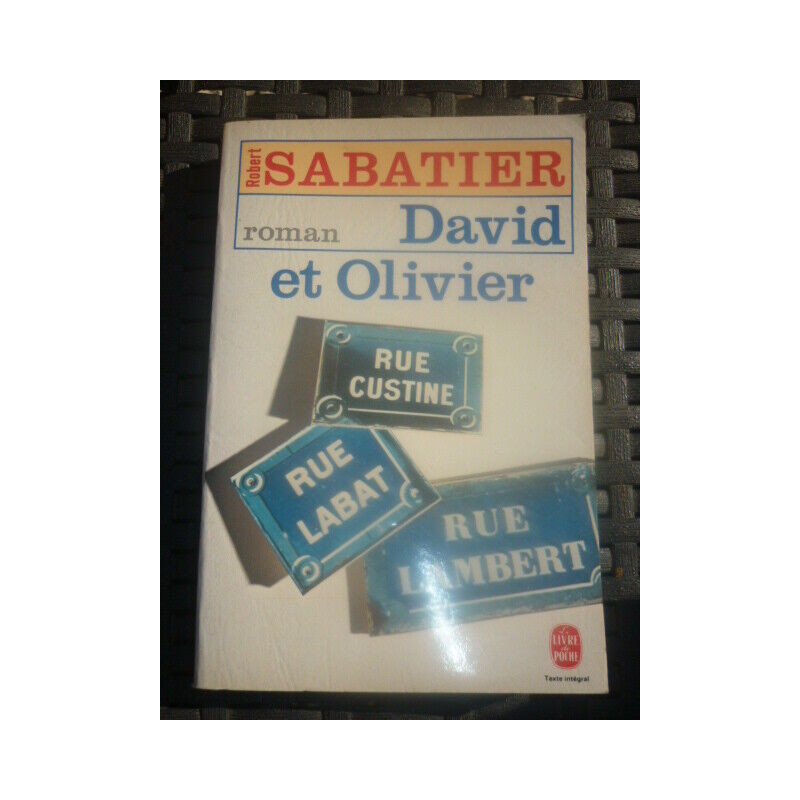 Robert
SABATIER
roman David
et Olivier
RUE
CUSTINE
RUE
LABAT
RUE
LAMBERT
Le
LIVRE
de
POCHE
Texte intégral